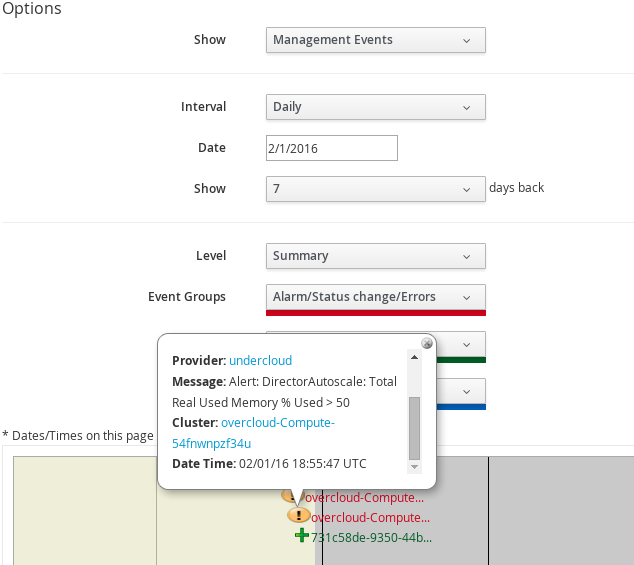 Options
Show Management Events
Interval Daily
Date 2/1/2016
Show 7 days back
Level Summary
Event Groups Alarm/Status change/Errors
Provider: undercloud
Message: Alert: DirectorAutoscale: Total
Real Used Memory % Used > 50
Cluster: overcloud-Compute-
54fnwnpzf34u
Date Time: 02/01/16 18:55:47 UTC
* Dates/Times on this page
overcloud-Compute...
overcloud-Compute...
731c58de-9350-44b...